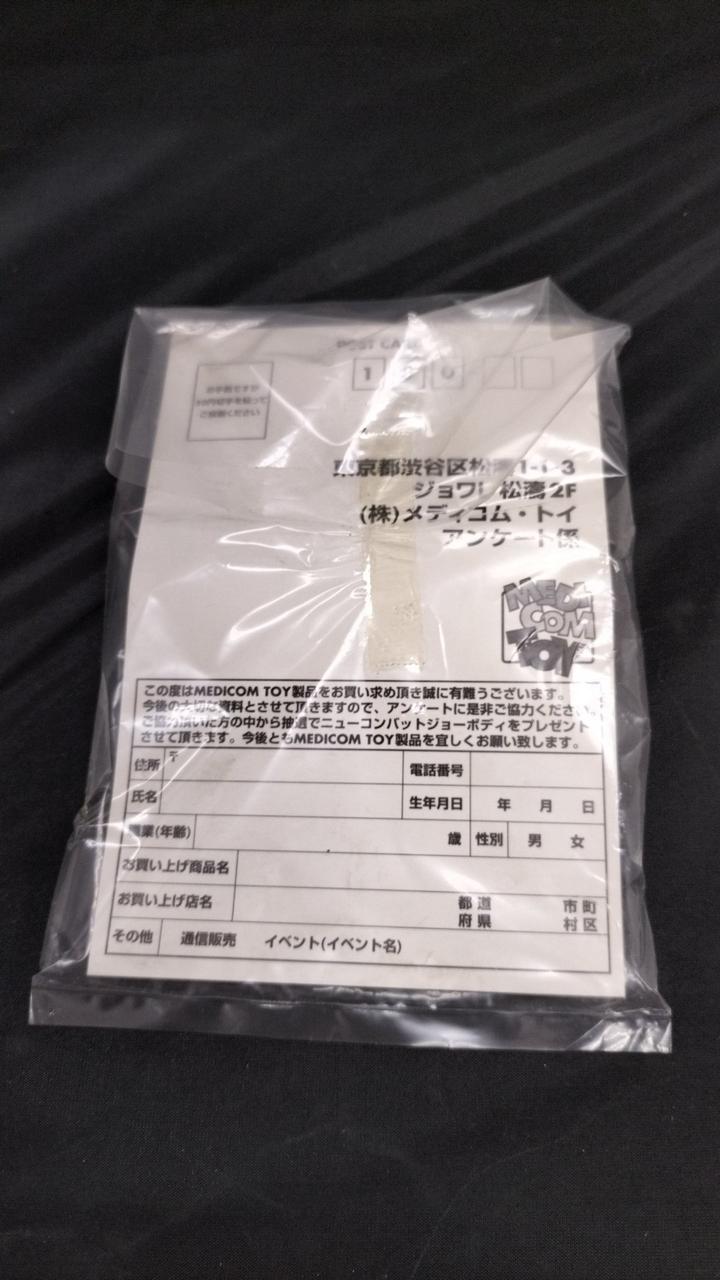 POST CARD
お手数ですが
50円切手を貼って
ご投函ください
1 5 0
東京都渋谷区松濤1-1-3
ジョワレ松濤2F
(株)メディコム・トイ
アンケート係
MEDI
COM
TOY
この度はMEDICOM TOY製品をお買い求め頂き誠に有難うございます。
今後の大切な資料とさせて頂きますので、アンケートに是非ご協力ください。
ご協力頂いた方の中から抽選でニューコンバットジョーボディをプレゼント
させて頂きます。今後ともMEDICOM TOY製品を宜しくお願い致します。
住所 〒 電話番号
氏名 生年月日 年 月 日
職業(年齢) 歳 性別 男 女
お買い上げ商品名
お買い上げ店名 都道 市町
府県 村区
その他 通信販売 イベント(イベント名)